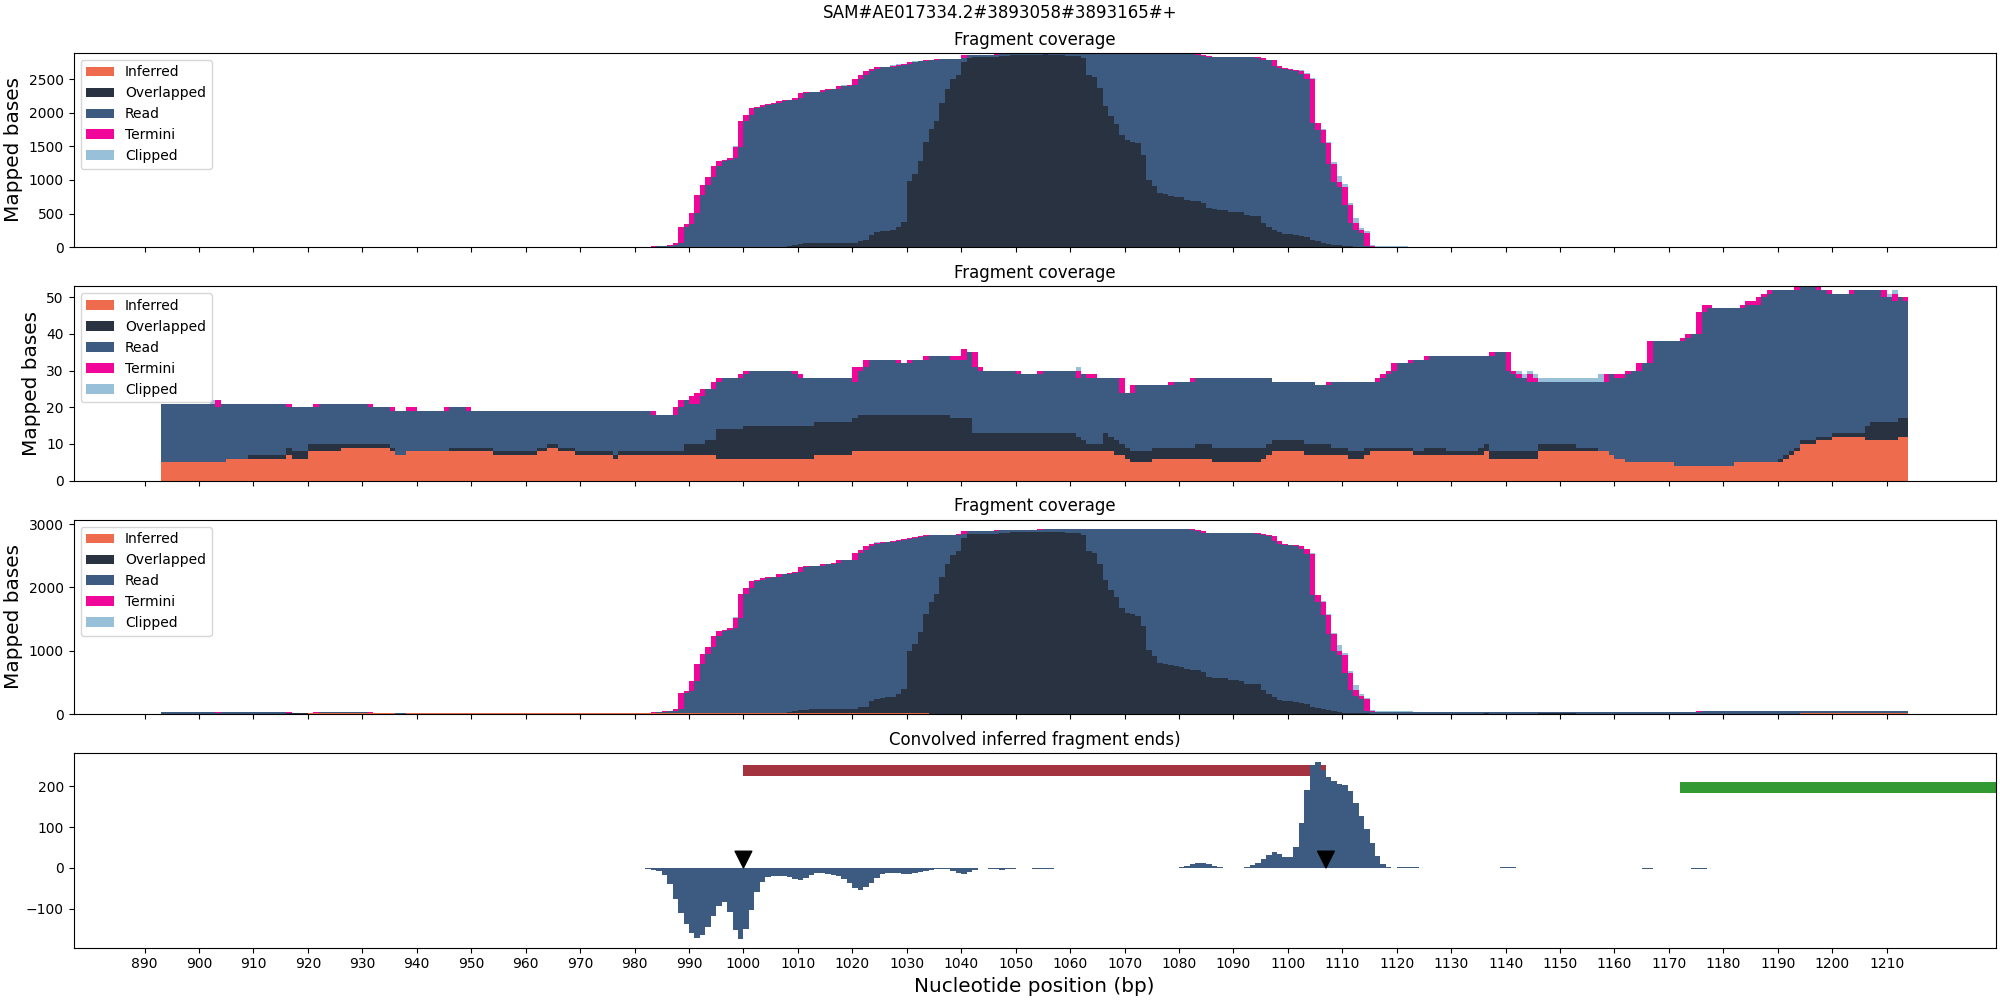 SAM#AE017334.2#3893058#3893165#+
Fragment coverage
Mapped bases
2500
2000
1500
1000
500
0
Inferred
Overlapped
Read
Termini
Clipped
Fragment coverage
Mapped bases
50
40
30
20
10
0
Inferred
Overlapped
Read
Termini
Clipped
Fragment coverage
Mapped bases
3000
2000
1000
0
Inferred
Overlapped
Read
Termini
Clipped
Convolved inferred fragment ends)
200
100
0
−100
890 900 910 920 930 940 950 960 970 980 990 1000 1010 1020 1030 1040 1050 1060 1070 1080 1090 1100 1110 1120 1130 1140 1150 1160 1170 1180 1190 1200 1210
Nucleotide position (bp)